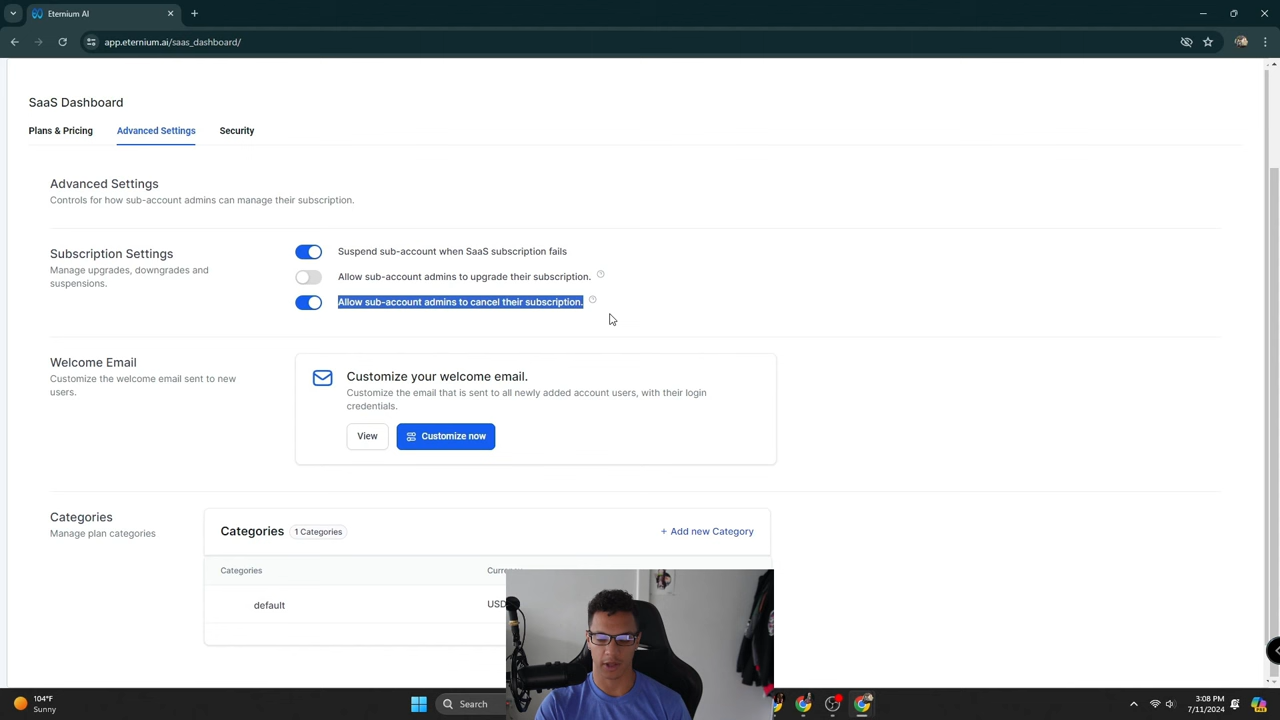 Eternium AI
app.eternium.ai/saas_dashboard/
SaaS Dashboard
Plans & Pricing
Advanced Settings
Security
Advanced Settings
Controls for how sub-account admins can manage their subscription.
Subscription Settings
Manage upgrades, downgrades and
suspensions.
Suspend sub-account when SaaS subscription fails
Allow sub-account admins to upgrade their subscription.
Allow sub-account admins to cancel their subscription.
Welcome Email
Customize the welcome email sent to new
users.
Customize your welcome email.
Customize the email that is sent to all newly added account users, with their login
credentials.
View
Customize now
Categories
Manage plan categories
Categories
1 Categories
+ Add new Category
Categories
default
USD
104°F
Sunny
Search
3:08 PM
7/11/2024